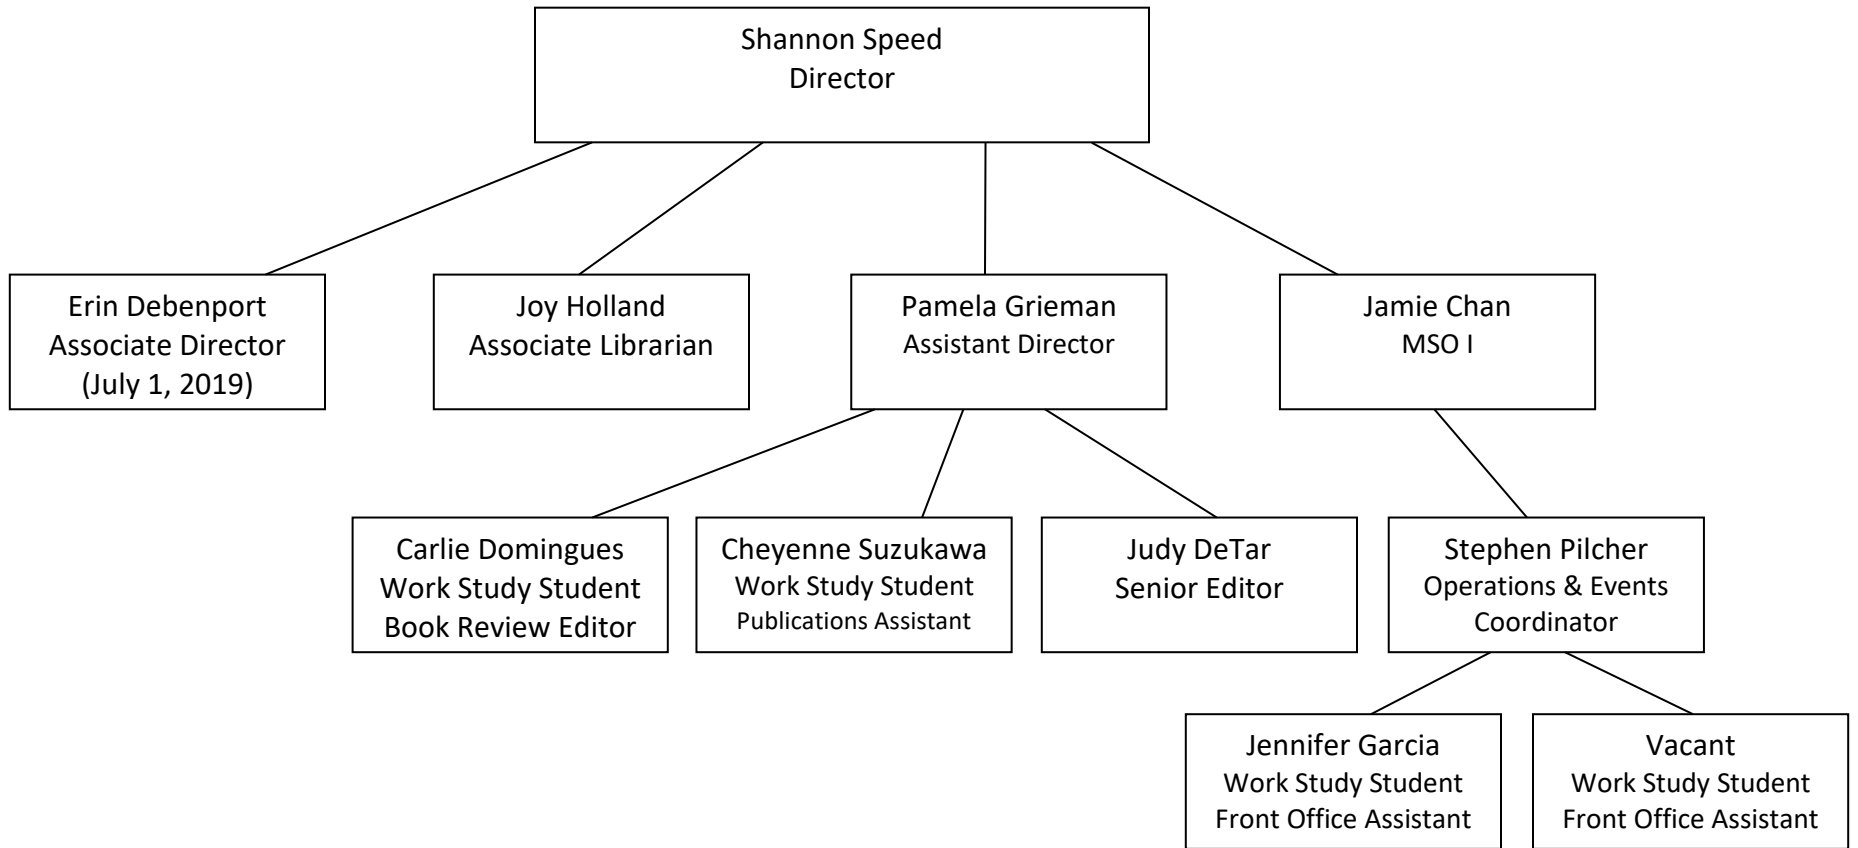 Shannon Speed
Director
Erin Debenport
Associate Director
(July 1, 2019)
Joy Holland
Associate Librarian
Pamela Grieman
Assistant Director
Jamie Chan
MSO I
Carlie Domingues
Work Study Student
Book Review Editor
Cheyenne Suzukawa
Work Study Student
Publications Assistant
Judy DeTar
Senior Editor
Stephen Pilcher
Operations & Events
Coordinator
Jennifer Garcia
Work Study Student
Front Office Assistant
Vacant
Work Study Student
Front Office Assistant